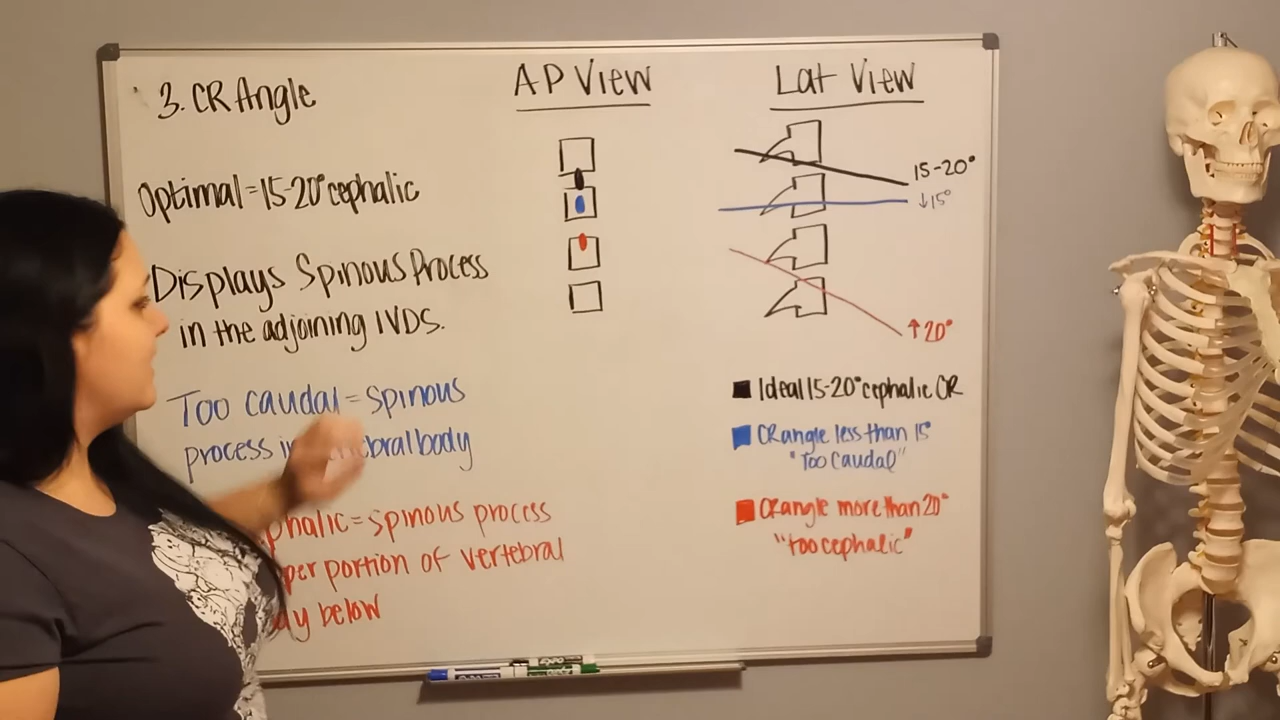 3. CR Angle
AP View
Lat View
Optimal = 15-20° cephalic
15-20°
↓15°
Displays Spinous Process
in the adjoining IVDS.
↑20°
Too caudal = spinous
process in vertebral body
phalic = spinous process
per portion of vertebral
dy below
Ideal 15-20° cephalic CR
CR angle less than 15°
"Too Caudal"
CR angle more than 20°
"too cephalic"